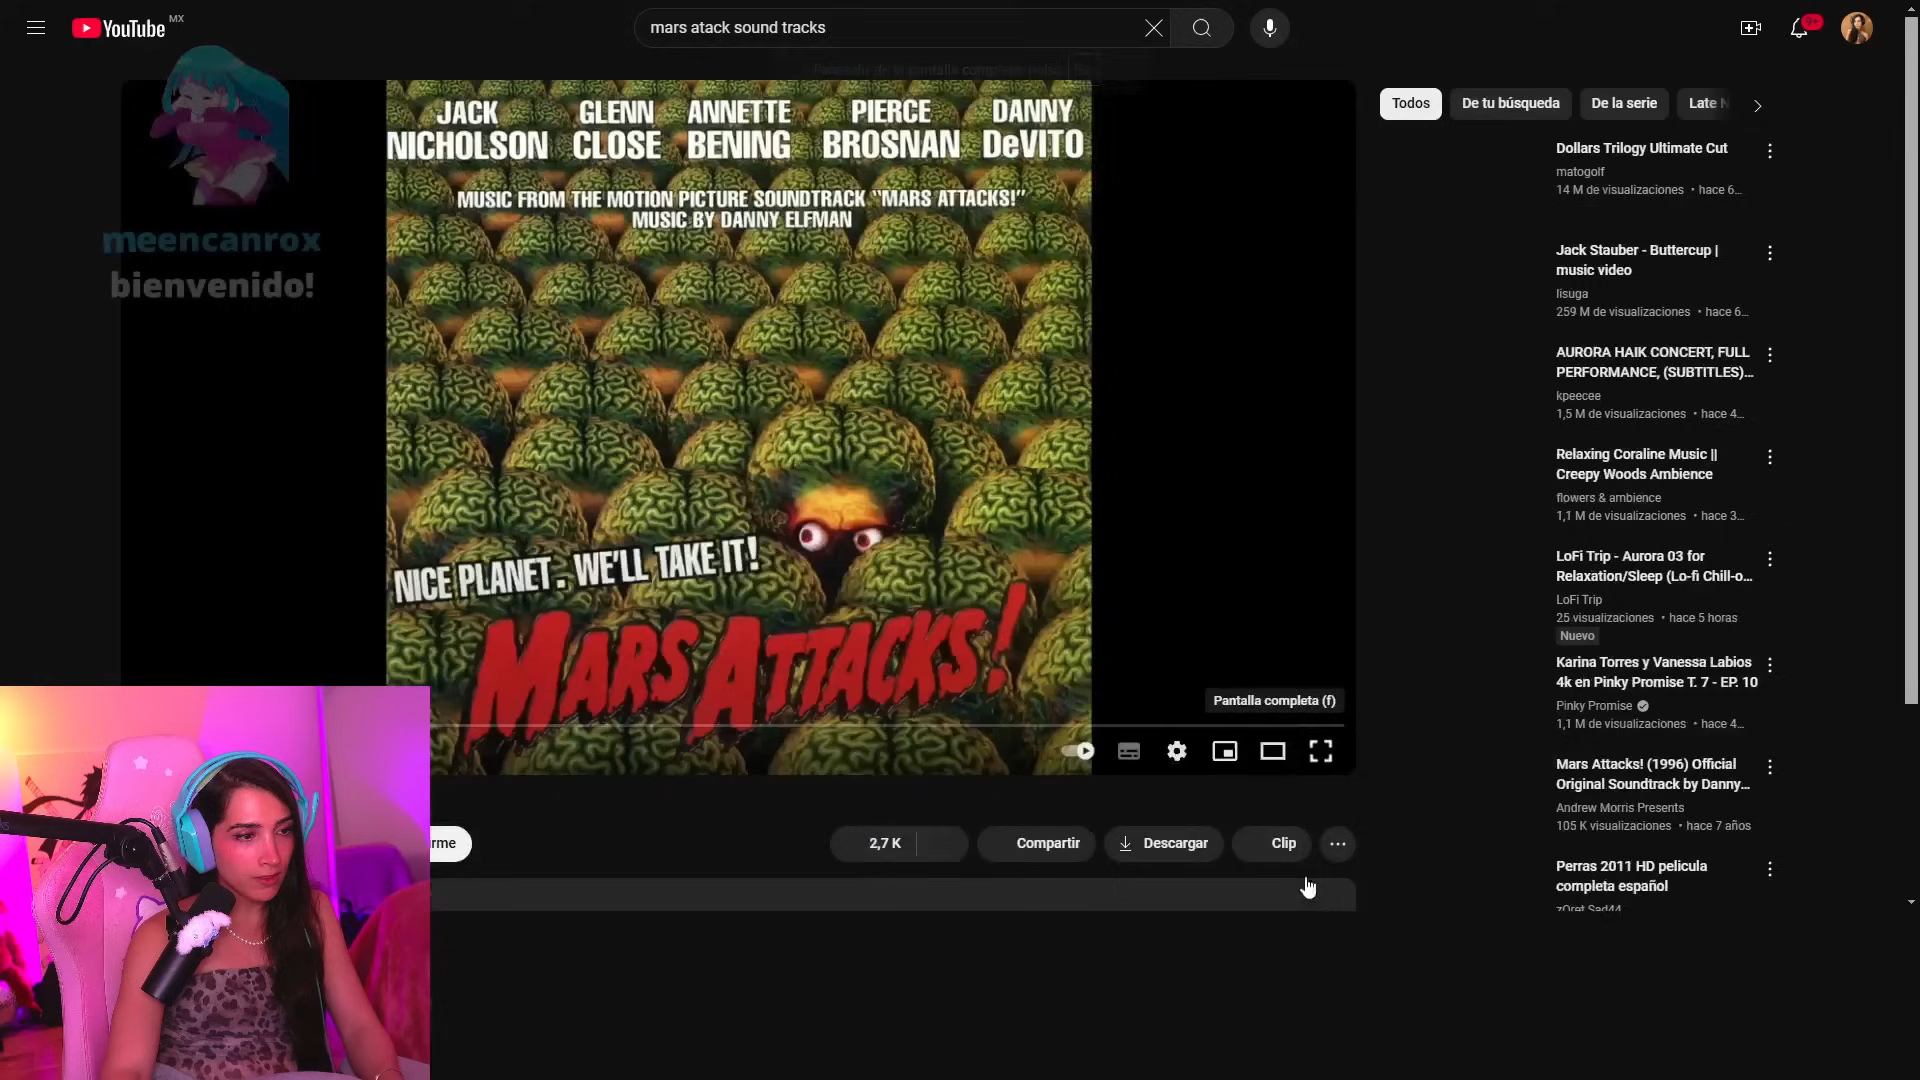 YouTube MX
mars atack sound tracks
9+
meencanrox
bienvenido!
JACK NICHOLSON
GLENN CLOSE
ANNETTE BENING
PIERCE BROSNAN
DANNY DeVITO
MUSIC FROM THE MOTION PICTURE SOUNDTRACK "MARS ATTACKS!"
MUSIC BY DANNY ELFMAN
NICE PLANET. WE'LL TAKE IT!
MARS ATTACKS!
Pantalla completa (f)
rme
2,7 K
Compartir
Descargar
Clip
Todos
De tu búsqueda
De la serie
Late N
Dollars Trilogy Ultimate Cut
matogolf
14 M de visualizaciones • hace 6...
Jack Stauber - Buttercup |
music video
lisuga
259 M de visualizaciones • hace 6...
AURORA HAIK CONCERT, FULL
PERFORMANCE, (SUBTITLES)...
kpeecee
1,5 M de visualizaciones • hace 4...
Relaxing Coraline Music ||
Creepy Woods Ambience
flowers & ambience
1,1 M de visualizaciones • hace 3...
LoFi Trip - Aurora 03 for
Relaxation/Sleep (Lo-fi Chill-o...
LoFi Trip
25 visualizaciones • hace 5 horas
Nuevo
Karina Torres y Vanessa Labios
4k en Pinky Promise T. 7 - EP. 10
Pinky Promise
1,1 M de visualizaciones • hace 4...
Mars Attacks! (1996) Official
Original Soundtrack by Danny...
Andrew Morris Presents
105 K visualizaciones • hace 7 años
Perras 2011 HD pelicula
completa español
zOret Sad44